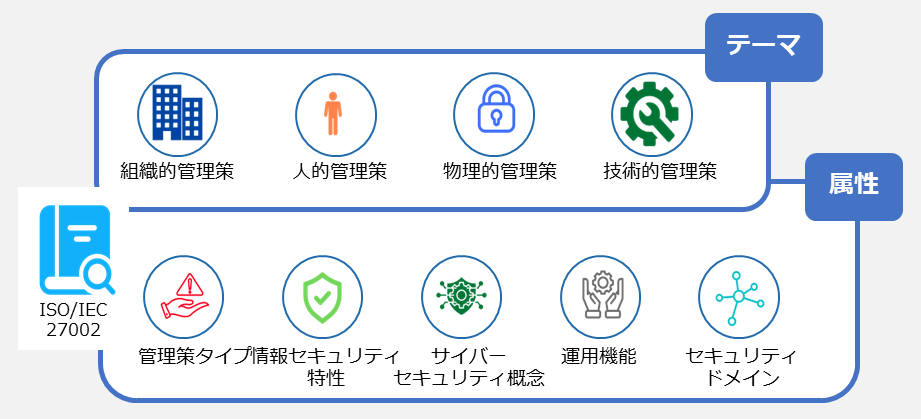 テーマ
組織的管理策
人的管理策
物理的管理策
技術的管理策
属性
ISO/IEC
27002
管理策タイプ
情報セキュリティ
特性
サイバー
セキュリティ概念
運用機能
セキュリティ
ドメイン